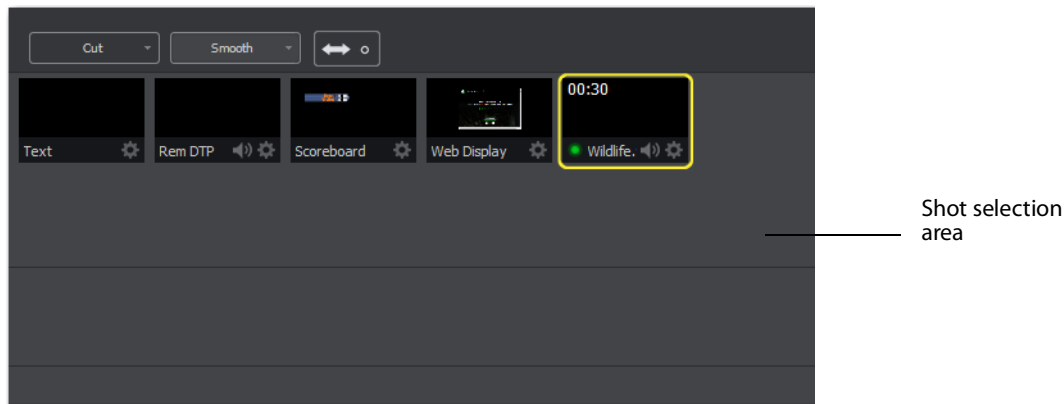 Cut
Smooth
00:30
Text
Rem DTP
Scoreboard
Web Display
Wildlife.
Shot selection
area